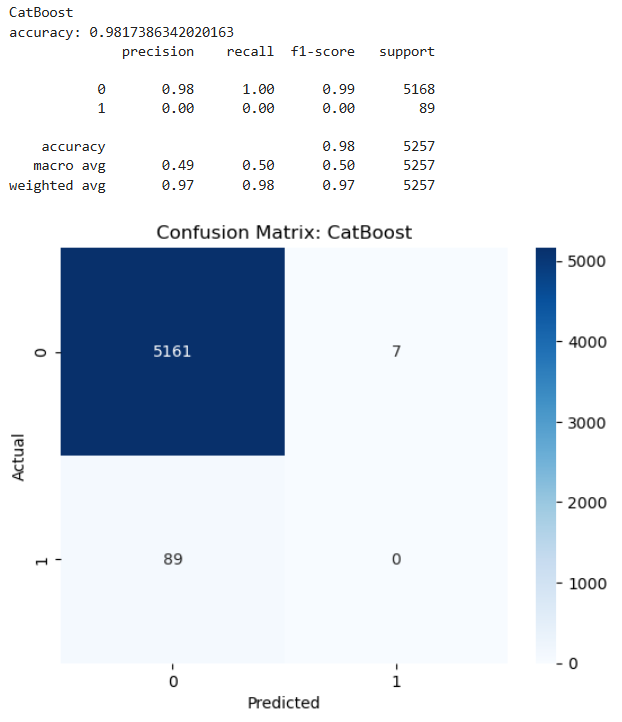 CatBoost
accuracy: 0.9817386342020163
precision recall f1-score support
0 0.98 1.00 0.99 5168
1 0.00 0.00 0.00 89
accuracy 0.98 5257
macro avg 0.49 0.50 0.50 5257
weighted avg 0.97 0.98 0.97 5257
Confusion Matrix: CatBoost
5000
4000
3000
2000
1000
0
Actual
0
1
5161 7
89 0
0 1
Predicted